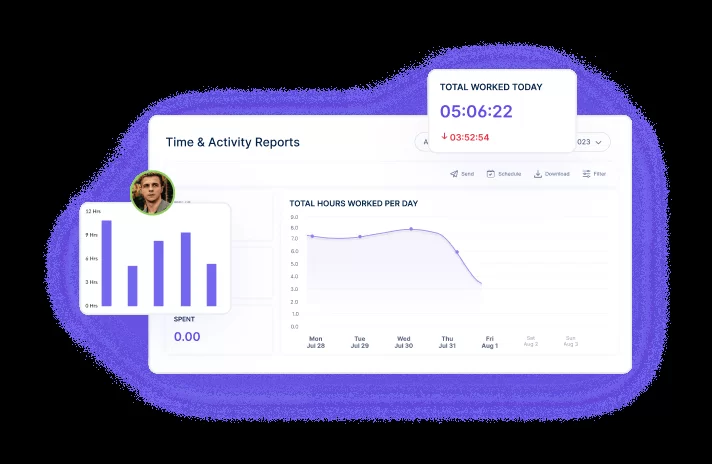 TOTAL WORKED TODAY
05:06:22
↓ 03:52:54
Time & Activity Reports
A
2023
Send
Schedule
Download
Filter
12 Hrs
9 Hrs
6 Hrs
3 Hrs
0 Hrs
SPENT
0.00
TOTAL HOURS WORKED PER DAY
9.0
8.0
7.0
6.0
5.0
4.0
3.0
2.0
1.0
0.0
Mon Tue Wed Thu Fri Sat Sun
Jul 28 Jul 29 Jul 30 Jul 31 Aug 1 Aug 2 Aug 3